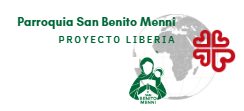 Parroquia San Benito Menni
PROYECTO LIBERIA
SAN
BENITO
MENNI